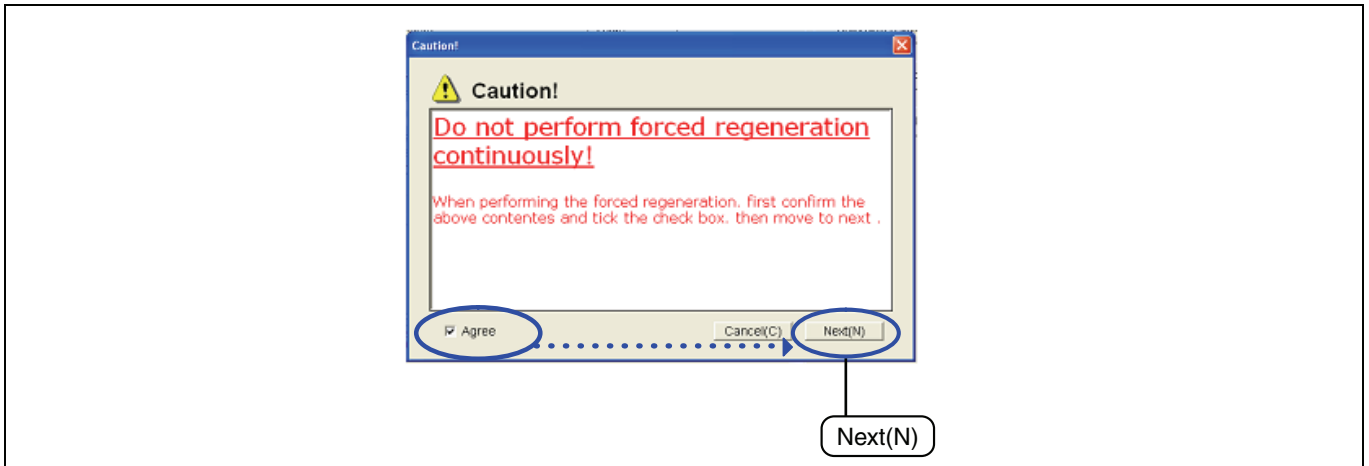 Caution!
Caution!
Do not perform forced regeneration
continuously!
When performing the forced regeneration. first confirm the
above contentes and tick the check box. then move to next .
Agree
Cancel(C)
Next(N)
Next(N)